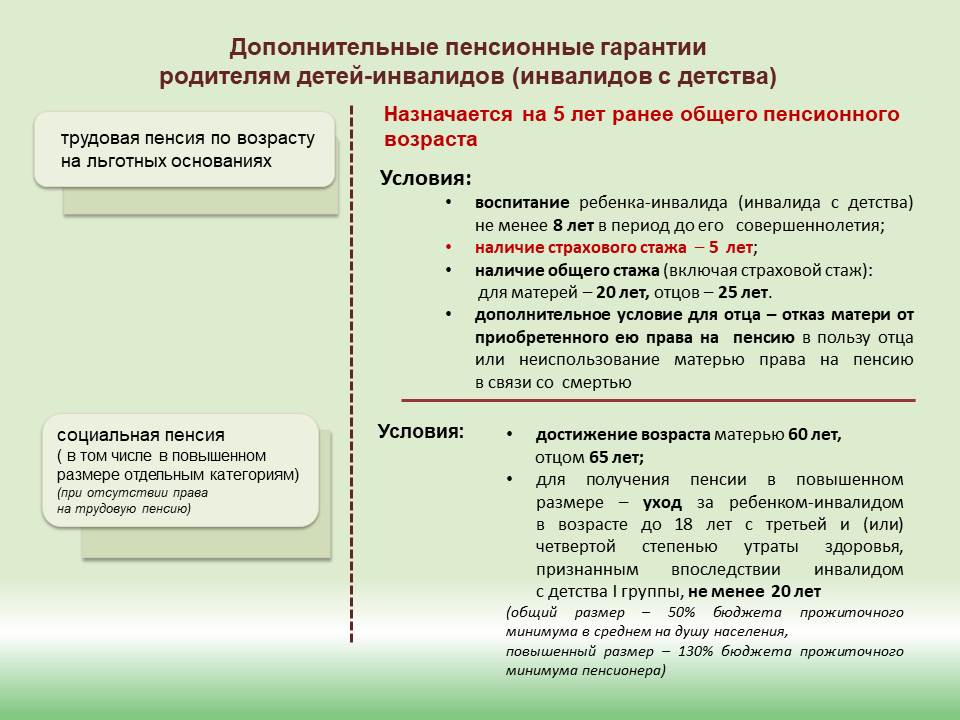 Дополнительные пенсионные гарантии
родителям детей-инвалидов (инвалидов с детства)
трудовая пенсия по возрасту
на льготных основаниях
Назначается на 5 лет ранее общего пенсионного
возраста
Условия:
• воспитание ребенка-инвалида (инвалида с детства)
не менее 8 лет в период до его совершеннолетия;
• наличие страхового стажа – 5 лет;
• наличие общего стажа (включая страховой стаж):
для матерей – 20 лет, отцов – 25 лет.
• дополнительное условие для отца – отказ матери от
приобретенного ею права на пенсию в пользу отца
или неиспользование матерью права на пенсию
в связи со смертью
социальная пенсия
( в том числе в повышенном
размере отдельным категориям)
(при отсутствии права
на трудовую пенсию)
Условия:
• достижение возраста матерью 60 лет,
отцом 65 лет;
• для получения пенсии в повышенном
размере – уход за ребенком-инвалидом
в возрасте до 18 лет с третьей и (или)
четвертой степенью утраты здоровья,
признанным впоследствии инвалидом
с детства I группы, не менее 20 лет
(общий размер – 50% бюджета прожиточного
минимума в среднем на душу населения,
повышенный размер – 130% бюджета прожиточного
минимума пенсионера)